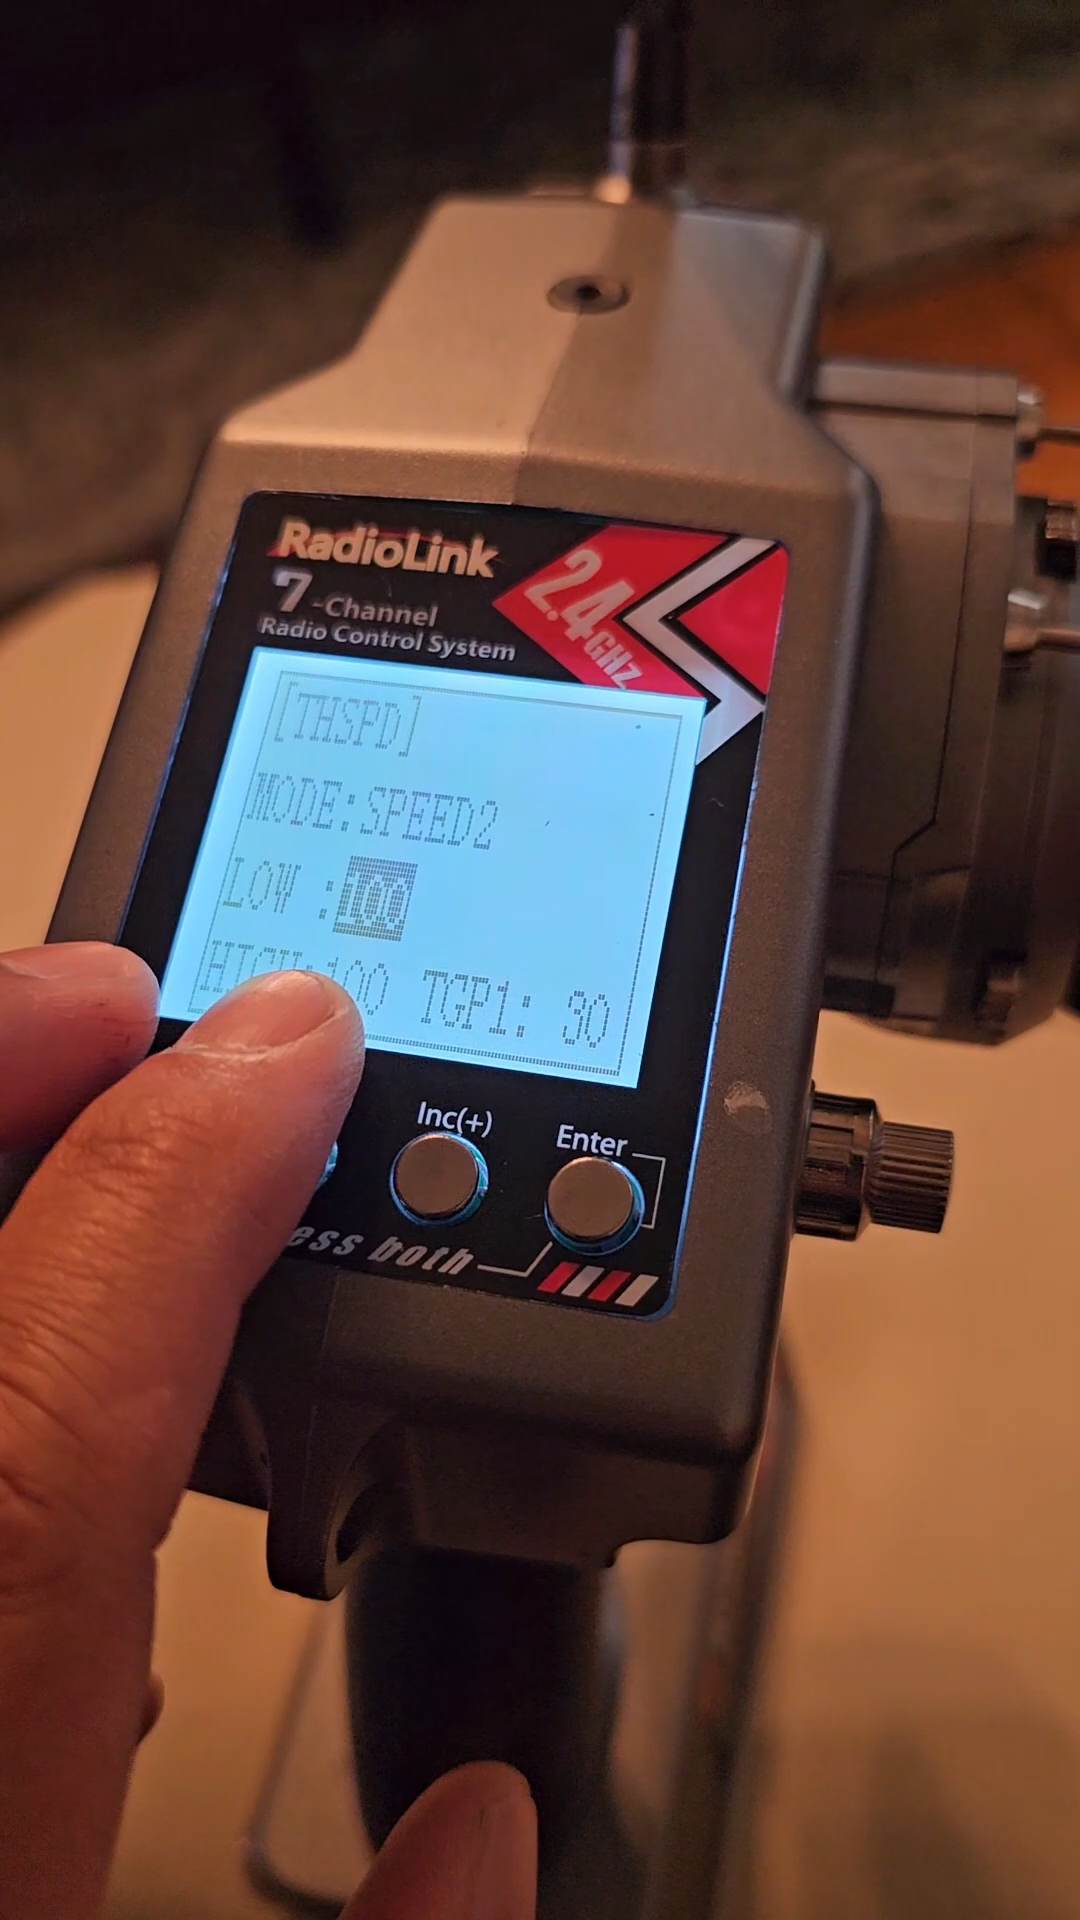 RadioLink
7-Channel
Radio Control System
2.4GHz
[THSPD]
MODE:SPEED2
LOW :100
HIGH:100 TGP1: 30
Inc(+)
Enter
ess both